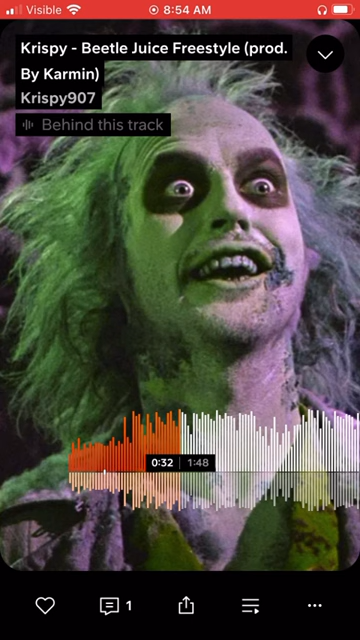 Visible
8:54 AM
Krispy - Beetle Juice Freestyle (prod.
By Karmin)
Krispy907
Behind this track
0:32 | 1:48
1